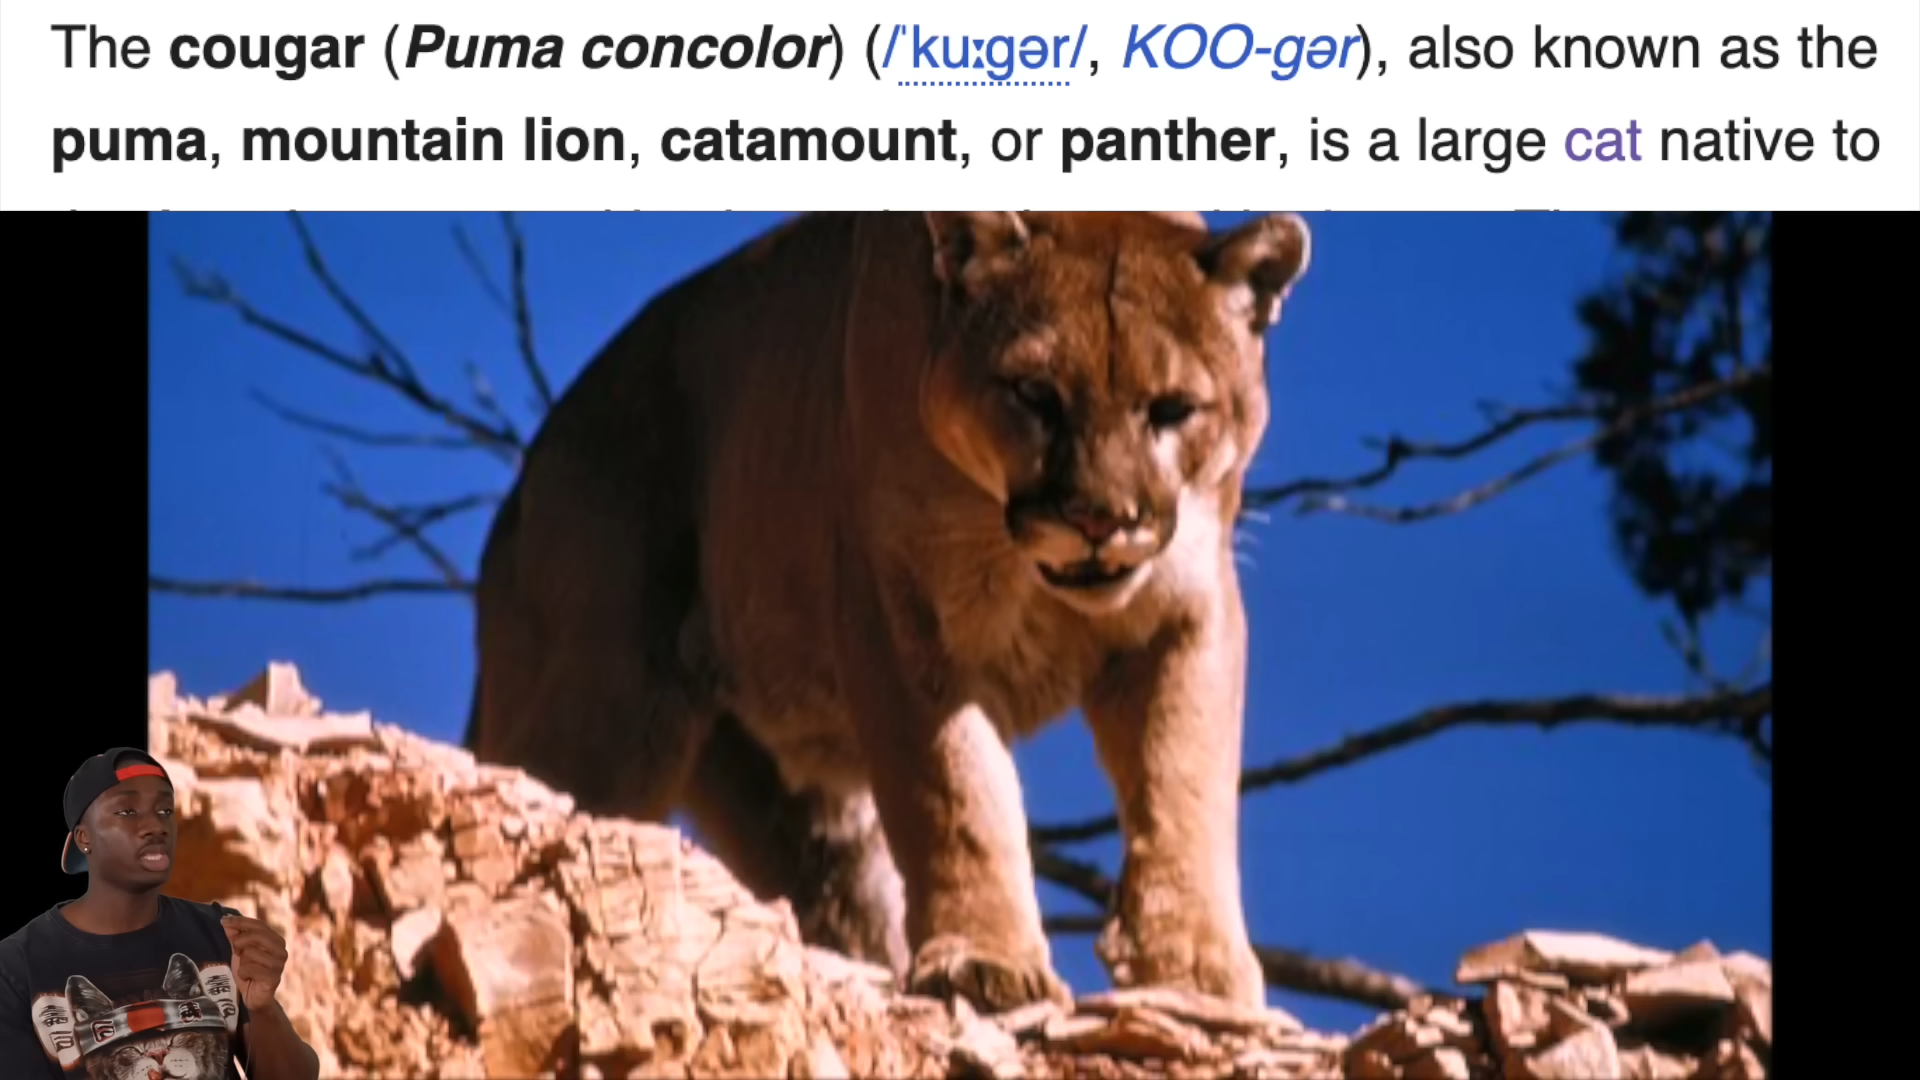 The cougar (Puma concolor) (/ˈkuːɡər/, KOO-gər), also known as the
puma, mountain lion, catamount, or panther, is a large cat native to